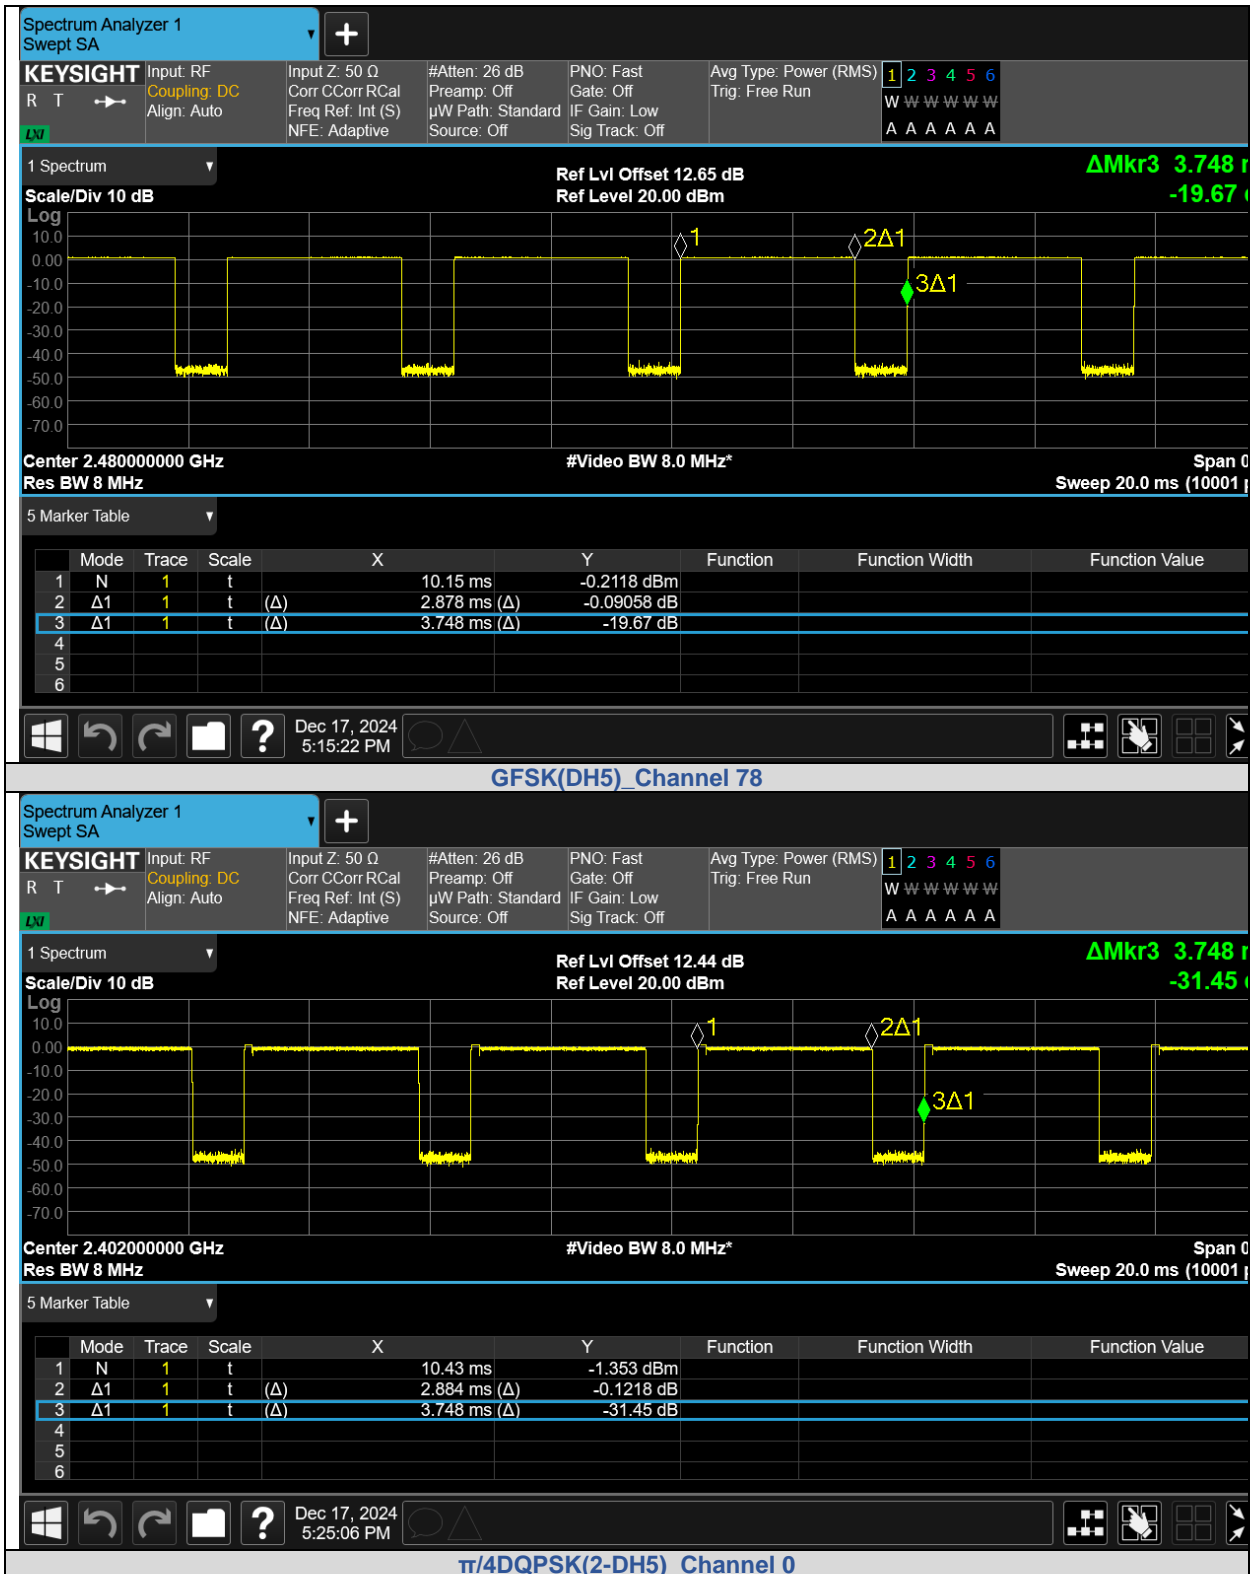 Spectrum Analyzer 1
Swept SA
KEYSIGHT Input: RF Input Z: 50 Ω #Atten: 26 dB PNO: Fast Avg Type: Power (RMS) 1 2 3 4 5 6
R T Coupling: DC Corr CCorr RCal Preamp: Off Gate: Off Trig: Free Run W W W W W W
Align: Auto Freq Ref: Int (S) µW Path: Standard IF Gain: Low
LXI NFE: Adaptive Source: Off Sig Track: Off A A A A A A
1 Spectrum Ref Lvl Offset 12.65 dB ΔMkr3 3.748
Scale/Div 10 dB Ref Level 20.00 dBm -19.67
Log
10.0 1 2Δ1
0.00
-10.0 3Δ1
-20.0
-30.0
-40.0
-50.0
-60.0
-70.0
Center 2.480000000 GHz #Video BW 8.0 MHz* Span 0
Res BW 8 MHz Sweep 20.0 ms (10001
5 Marker Table
Mode Trace Scale X Y Function Function Width Function Value
1 N 1 t 10.15 ms -0.2118 dBm
2 Δ1 1 t (Δ) 2.878 ms (Δ) -0.09058 dB
3 Δ1 1 t (Δ) 3.748 ms (Δ) -19.67 dB
4
5
6
? Dec 17, 2024
5:15:22 PM
GFSK(DH5)_Channel 78
Spectrum Analyzer 1
Swept SA
KEYSIGHT Input: RF Input Z: 50 Ω #Atten: 26 dB PNO: Fast Avg Type: Power (RMS) 1 2 3 4 5 6
R T Coupling: DC Corr CCorr RCal Preamp: Off Gate: Off Trig: Free Run W W W W W W
Align: Auto Freq Ref: Int (S) µW Path: Standard IF Gain: Low
LXI NFE: Adaptive Source: Off Sig Track: Off A A A A A A
1 Spectrum Ref Lvl Offset 12.44 dB ΔMkr3 3.748
Scale/Div 10 dB Ref Level 20.00 dBm -31.45
Log
10.0 1 2Δ1
0.00
-10.0
-20.0
-30.0 3Δ1
-40.0
-50.0
-60.0
-70.0
Center 2.402000000 GHz #Video BW 8.0 MHz* Span 0
Res BW 8 MHz Sweep 20.0 ms (10001
5 Marker Table
Mode Trace Scale X Y Function Function Width Function Value
1 N 1 t 10.43 ms -1.353 dBm
2 Δ1 1 t (Δ) 2.884 ms (Δ) -0.1218 dB
3 Δ1 1 t (Δ) 3.748 ms (Δ) -31.45 dB
4
5
6
? Dec 17, 2024
5:25:06 PM
π/4DQPSK(2-DH5)_Channel 0